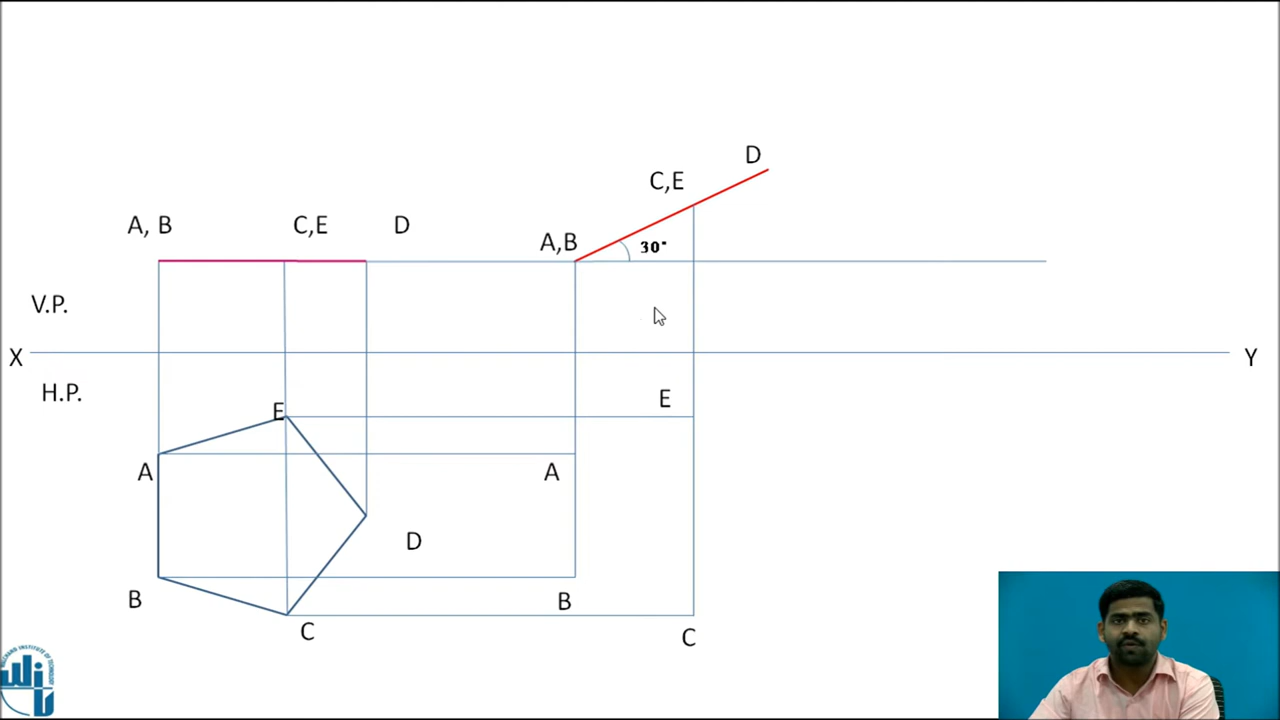 D
C,E
A, B C,E D A,B 30°
V.P.
X Y
H.P.
E E
A A
D
B B
C C